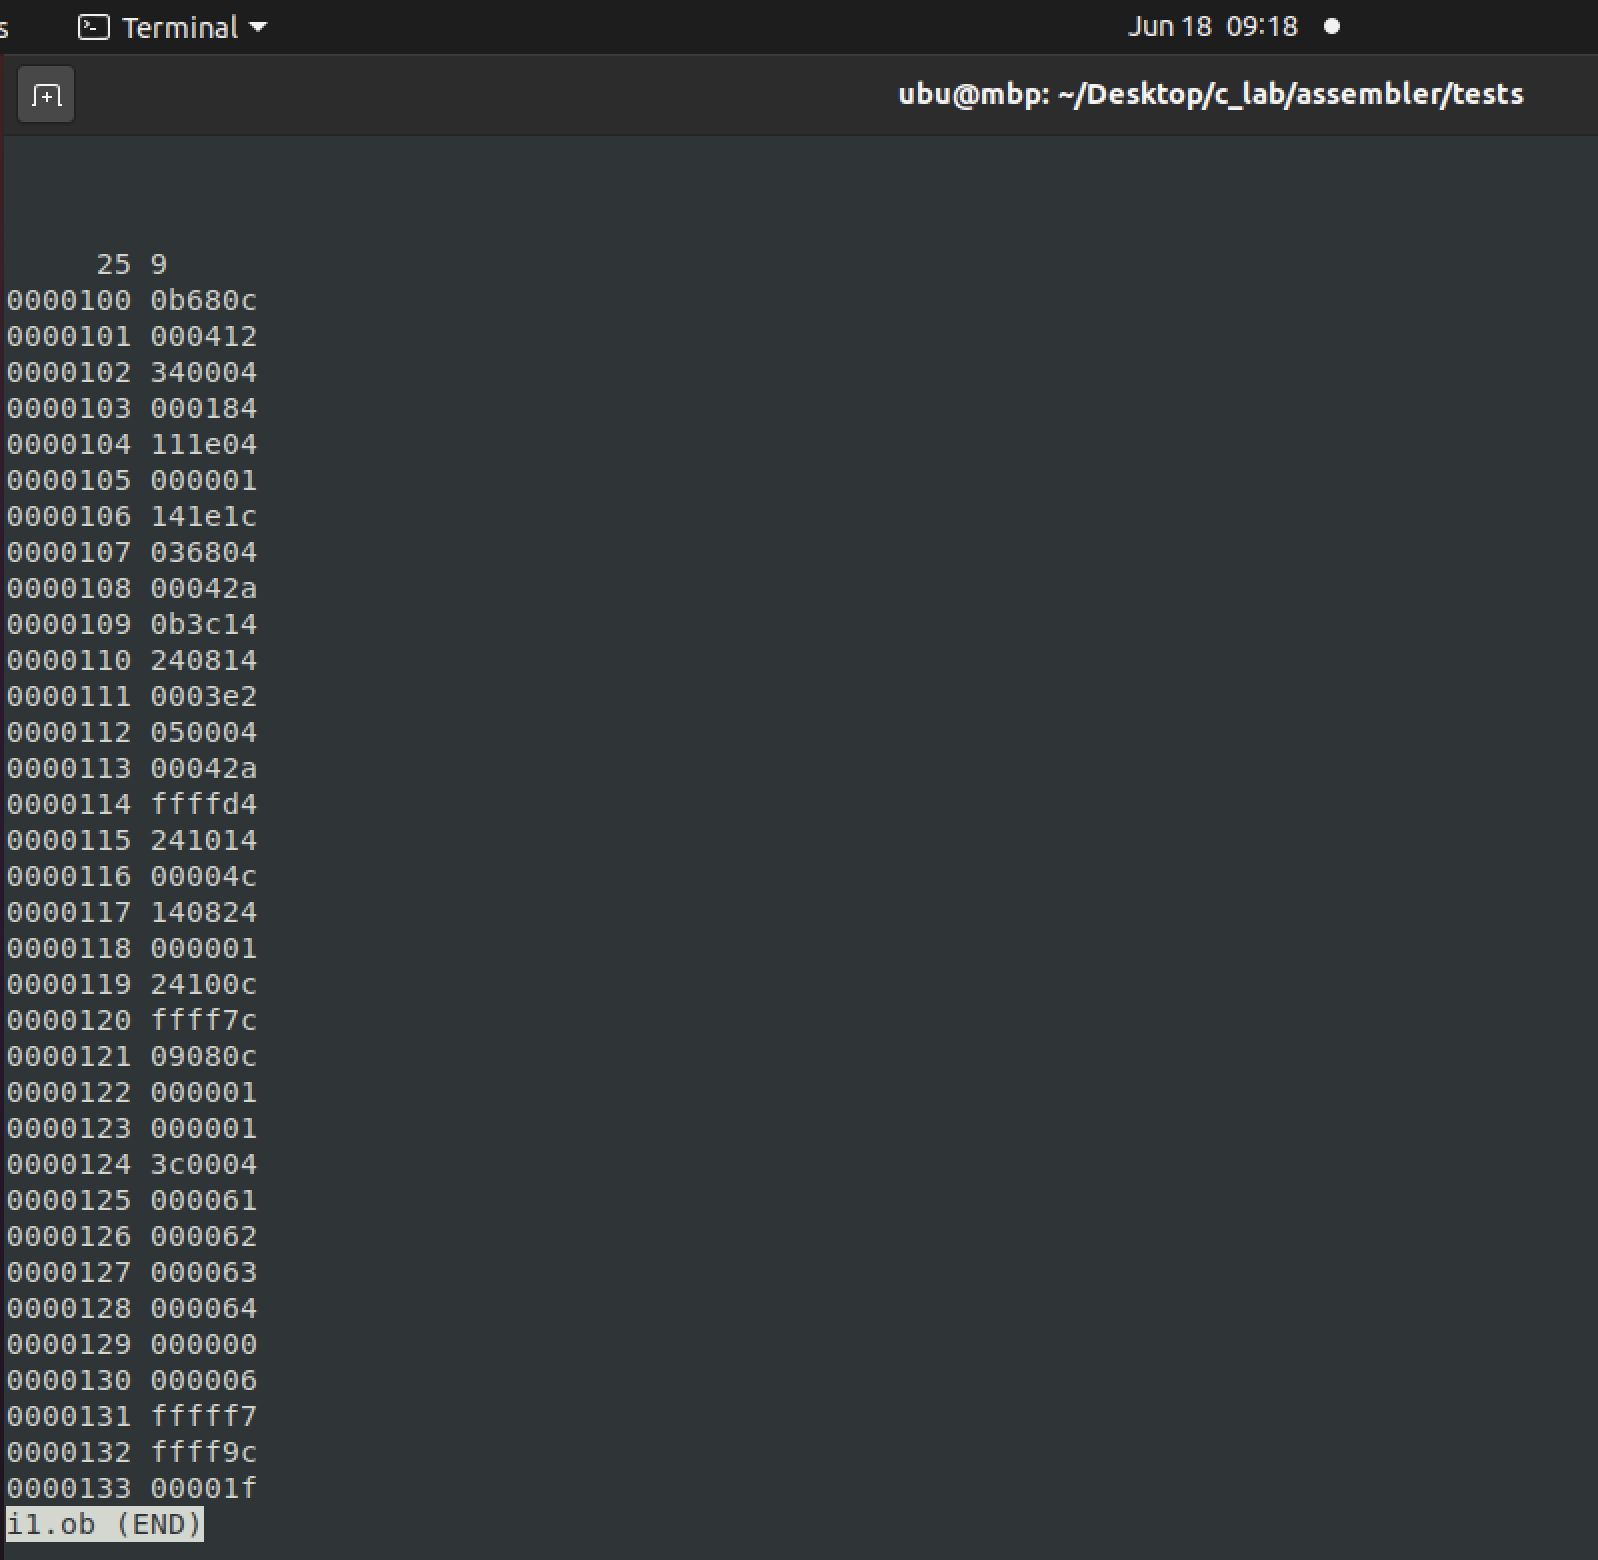 s Terminal Jun 18 09:18
ubu@mbp: ~/Desktop/c_lab/assembler/tests
25 9
0000100 0b680c
0000101 000412
0000102 340004
0000103 000184
0000104 111e04
0000105 000001
0000106 141e1c
0000107 036804
0000108 00042a
0000109 0b3c14
0000110 240814
0000111 0003e2
0000112 050004
0000113 00042a
0000114 ffffd4
0000115 241014
0000116 00004c
0000117 140824
0000118 000001
0000119 24100c
0000120 ffff7c
0000121 09080c
0000122 000001
0000123 000001
0000124 3c0004
0000125 000061
0000126 000062
0000127 000063
0000128 000064
0000129 000000
0000130 000006
0000131 fffff7
0000132 ffff9c
0000133 00001f
i1.ob (END)